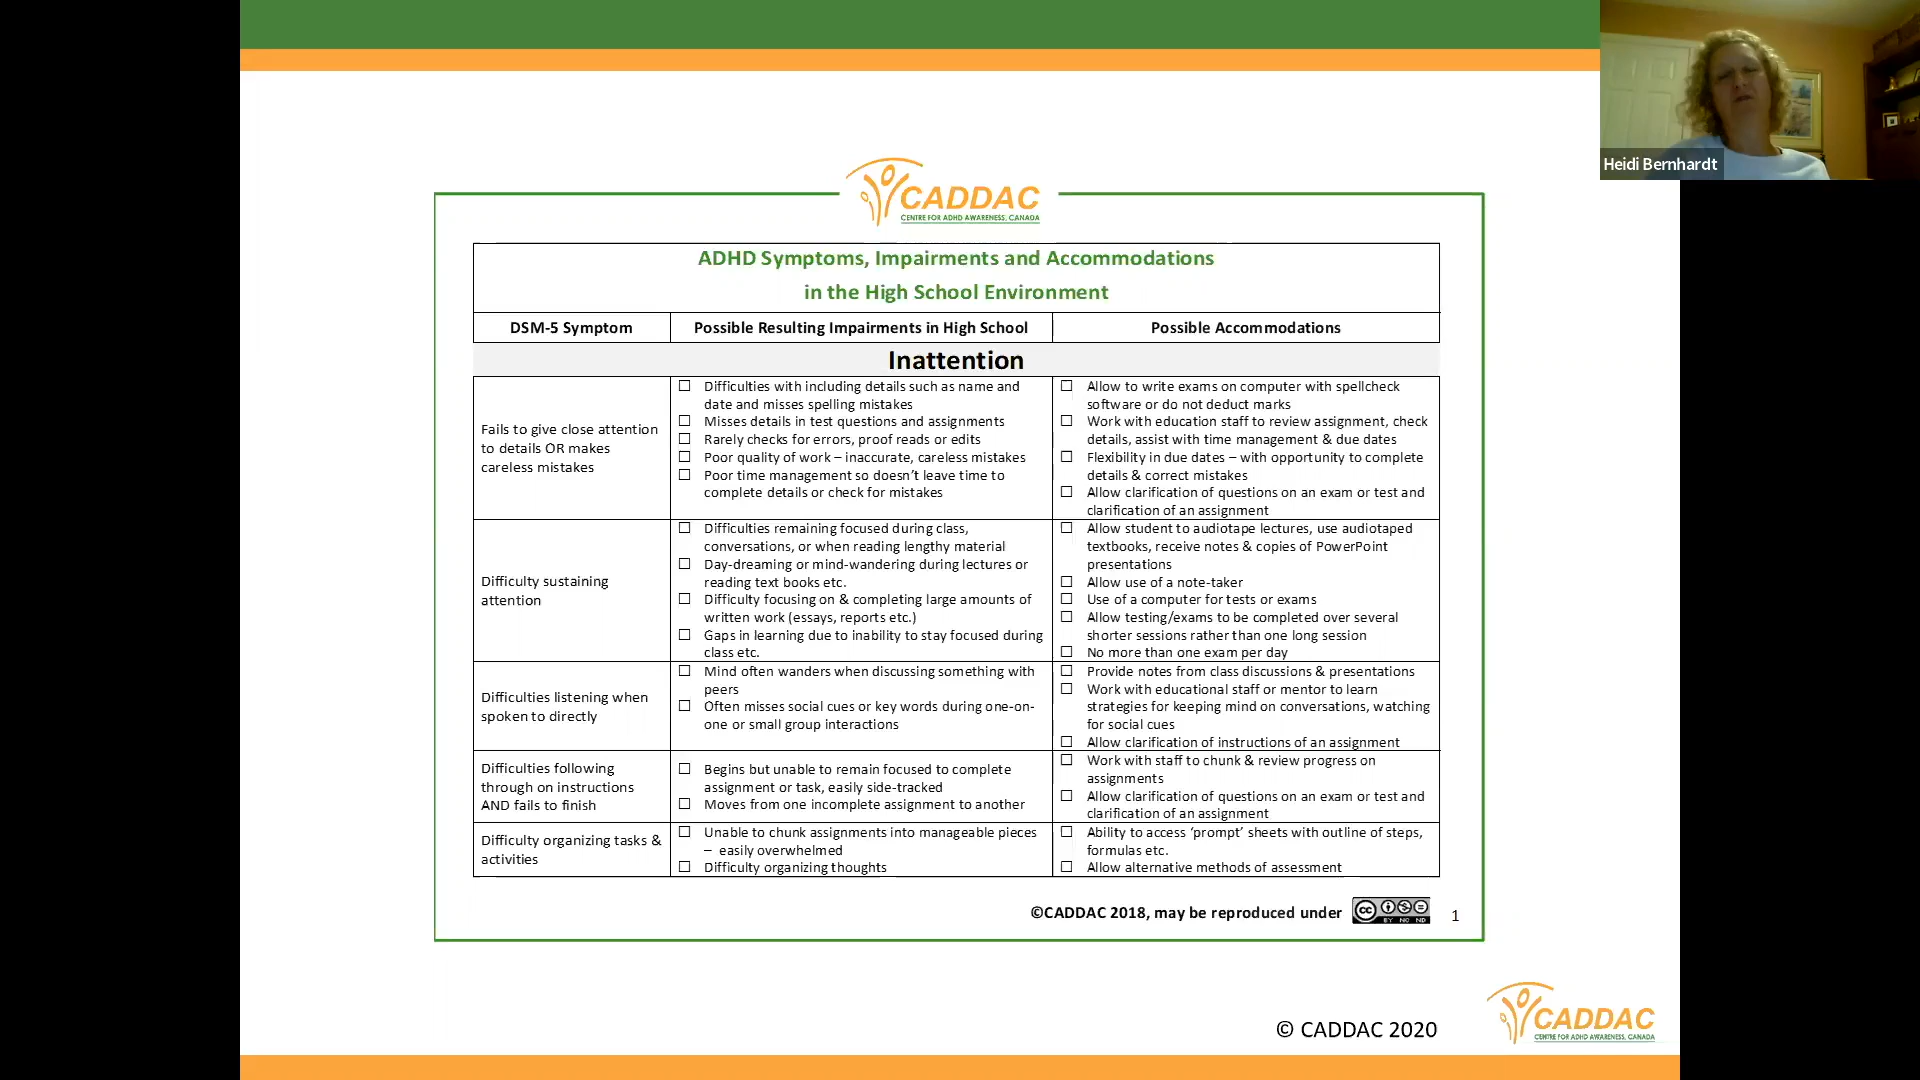 Heidi Bernhardt
CADDAC
CENTRE FOR ADHD AWARENESS, CANADA
ADHD Symptoms, Impairments and Accommodations
in the High School Environment
DSM-5 Symptom
Possible Resulting Impairments in High School
Possible Accommodations
Inattention
Fails to give close attention
to details OR makes
careless mistakes
☐ Difficulties with including details such as name and
date and misses spelling mistakes
☐ Misses details in test questions and assignments
☐ Rarely checks for errors, proof reads or edits
☐ Poor quality of work – inaccurate, careless mistakes
☐ Poor time management so doesn't leave time to
complete details or check for mistakes
☐ Allow to write exams on computer with spellcheck
software or do not deduct marks
☐ Work with education staff to review assignment, check
details, assist with time management & due dates
☐ Flexibility in due dates – with opportunity to complete
details & correct mistakes
☐ Allow clarification of questions on an exam or test and
clarification of an assignment
Difficulty sustaining
attention
☐ Difficulties remaining focused during class,
conversations, or when reading lengthy material
☐ Day-dreaming or mind-wandering during lectures or
reading text books etc.
☐ Difficulty focusing on & completing large amounts of
written work (essays, reports etc.)
☐ Gaps in learning due to inability to stay focused during
class etc.
☐ Allow student to audiotape lectures, use audiotaped
textbooks, receive notes & copies of PowerPoint
presentations
☐ Allow use of a note-taker
☐ Use of a computer for tests or exams
☐ Allow testing/exams to be completed over several
shorter sessions rather than one long session
☐ No more than one exam per day
Difficulties listening when
spoken to directly
☐ Mind often wanders when discussing something with
peers
☐ Often misses social cues or key words during one-on-
one or small group interactions
☐ Provide notes from class discussions & presentations
☐ Work with educational staff or mentor to learn
strategies for keeping mind on conversations, watching
for social cues
☐ Allow clarification of instructions of an assignment
Difficulties following
through on instructions
AND fails to finish
☐ Begins but unable to remain focused to complete
assignment or task, easily side-tracked
☐ Moves from one incomplete assignment to another
☐ Work with staff to chunk & review progress on
assignments
☐ Allow clarification of questions on an exam or test and
clarification of an assignment
Difficulty organizing tasks &
activities
☐ Unable to chunk assignments into manageable pieces
– easily overwhelmed
☐ Difficulty organizing thoughts
☐ Ability to access 'prompt' sheets with outline of steps,
formulas etc.
☐ Allow alternative methods of assessment
©CADDAC 2018, may be reproduced under
cc BY NC ND
1
© CADDAC 2020
CADDAC
CENTRE FOR ADHD AWARENESS, CANADA